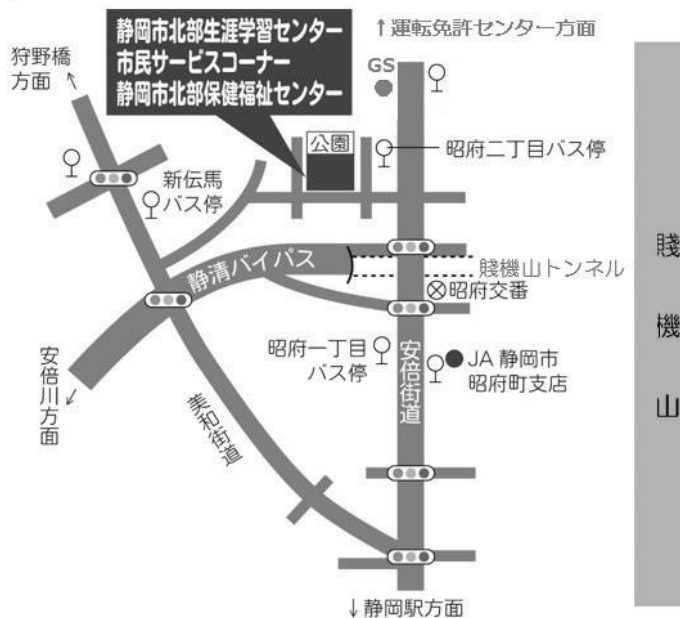 静岡市北部生涯学習センター
市民サービスコーナー
静岡市北部保健福祉センター
↑運転免許センター方面
狩野橋
方面
GS
公園
昭府二丁目バス停
新伝馬
バス停
静清バイパス
賤機山トンネル
昭府交番
安倍川方面
昭府一丁目
バス停
安倍街道
JA 静岡市
昭府町支店
美和街道
賤機山
↓静岡駅方面